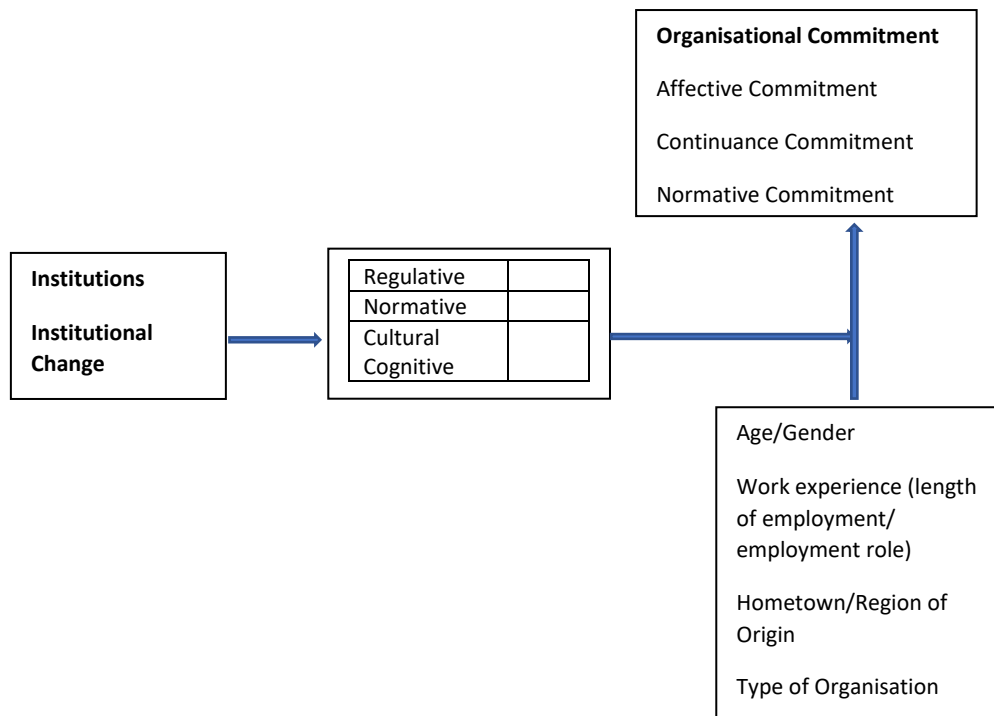 Organisational Commitment
Affective Commitment
Continuance Commitment
Normative Commitment
Institutions
Institutional
Change
Regulative
Normative
Cultural
Cognitive
Age/Gender
Work experience (length
of employment/
employment role)
Hometown/Region of
Origin
Type of Organisation